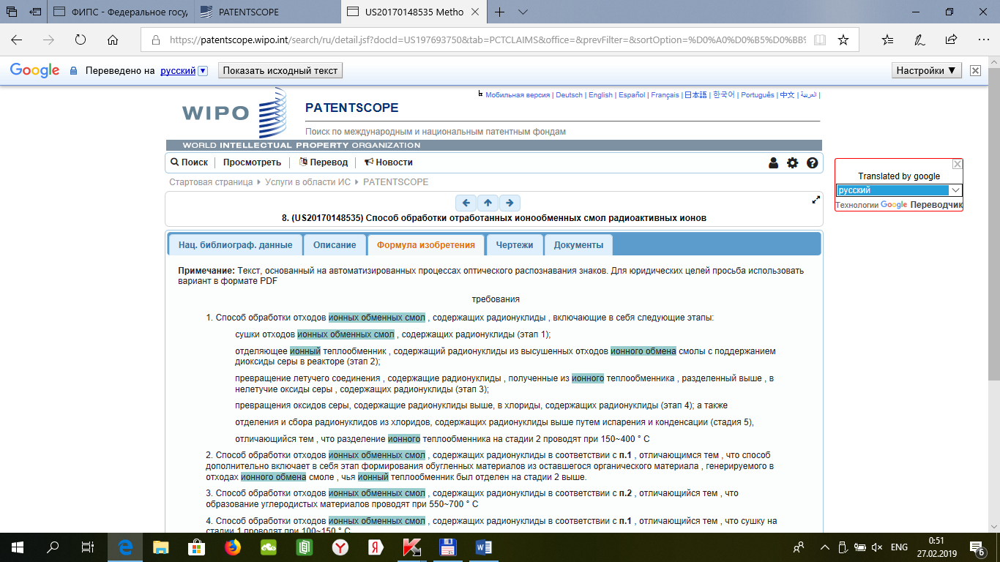 ФИПС - Федеральное госу,
PATENTSCOPE
US20170148535 Metho
https://patentscope.wipo.int/search/ru/detail.jsf?docId=US197693750&tab=PCTCLAIMS&office=&prevFilter=&sortOption=%D0%A0%D0%B5%D0%BB%
Google Переведено на русский Показать исходный текст Настройки ▼
Мобильная версия | Deutsch | English | Español | Français | 日本語 | 한국어 | Português | 中文 | العربية |
WIPO
PATENTSCOPE
Поиск по международным и национальным патентным фондам
WORLD INTELLECTUAL PROPERTY ORGANIZATION
Поиск | Просмотреть | Перевод | Новости
Стартовая страница Услуги в области ИС PATENTSCOPE
Translated by google
русский
Технологии Google Переводчик
8. (US20170148535) Способ обработки отработанных ионообменных смол радиоактивных ионов
Нац. библиограф. данные Описание Формула изобретения Чертежи Документы
Примечание: Текст, основанный на автоматизированных процессах оптического распознавания знаков. Для юридических целей просьба использовать
вариант в формате PDF
требования
1. Способ обработки отходов ионных обменных смол , содержащих радионуклиды , включающие в себя следующие этапы:
сушки отходов ионных обменных смол , содержащих радионуклиды (этап 1);
отделяющее ионный теплообменник , содержащий радионуклиды из высушенных отходов ионного обмена смолы с поддержанием
диоксиды серы в реакторе (этап 2);
превращение летучего соединения , содержащие радионуклиды , полученные из ионного теплообменника , разделенный выше , в
нелетучие оксиды серы , содержащих радионуклиды (этап 3);
превращения оксидов серы, содержащие радионуклиды выше, в хлориды, содержащих радионуклиды (этап 4); а также
отделения и сбора радионуклидов из хлоридов, содержащих радионуклиды выше путем испарения и конденсации (стадия 5),
отличающийся тем , что разделение ионного теплообменника на стадии 2 проводят при 150~400 ° C
2. Способ обработки отходов ионных обменных смол , содержащих радионуклиды в соответствии с п.1 , отличающимся тем , что способ
дополнительно включает в себя этап формирования обугленных материалов из оставшегося органического материала , генерируемого в
отходах ионного обмена смоле , чья ионный теплообменник был отделен на стадии 2 выше.
3. Способ обработки отходов ионных обменных смол , содержащих радионуклиды в соответствии с п.2 , отличающийся тем , что
образование углеродистых материалов проводят при 550~700 ° C
4. Способ обработки отходов ионных обменных смол , содержащих радионуклиды в соответствии с п.1 , отличающийся тем , что сушку на
стадии 1 проводят при 100~150 ° C
ENG
0:51
27.02.2019
6